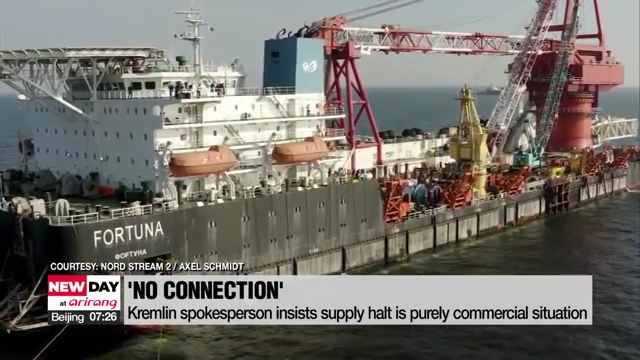 FORTUNA
ФОРТУНА
COURTESY: NORD STREAM 2 / AXEL SCHMIDT
NEW DAY
at arirang
'NO CONNECTION'
Beijing 07:26
Kremlin spokesperson insists supply halt is purely commercial situation